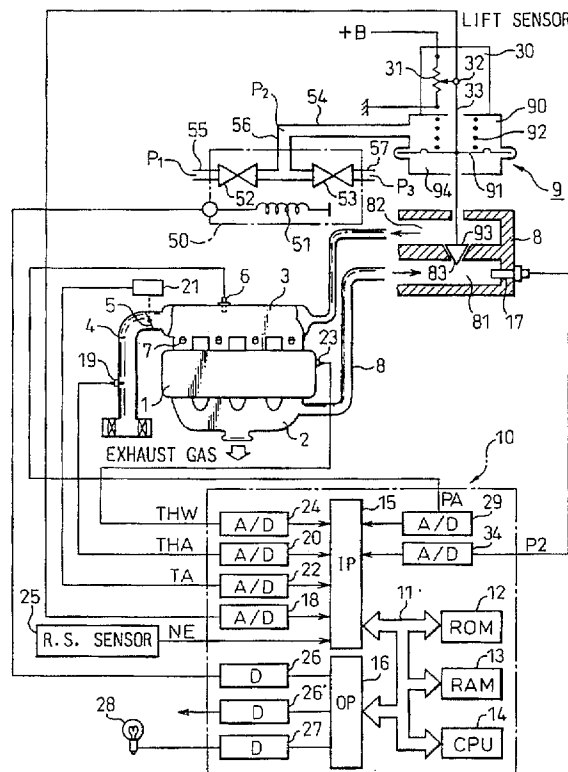 LIFT SENSOR
+B
30
31
32
33
P2
54
90
56
92
55
57
P1
P3
52
53
94
91
9
50
51
82
93
8
83
21
6
3
81
17
5
4
7
23
19
8
1
2
EXHAUST GAS
10
PA
24
15
29
THW
A/D
A/D
20
34
THA
A/D
IP
A/D
P2
22
TA
A/D
11
12
25
18
A/D
ROM
R.S. SENSOR
NE
26
16
13
D
RAM
28
26'
D
OP
14
27
D
CPU